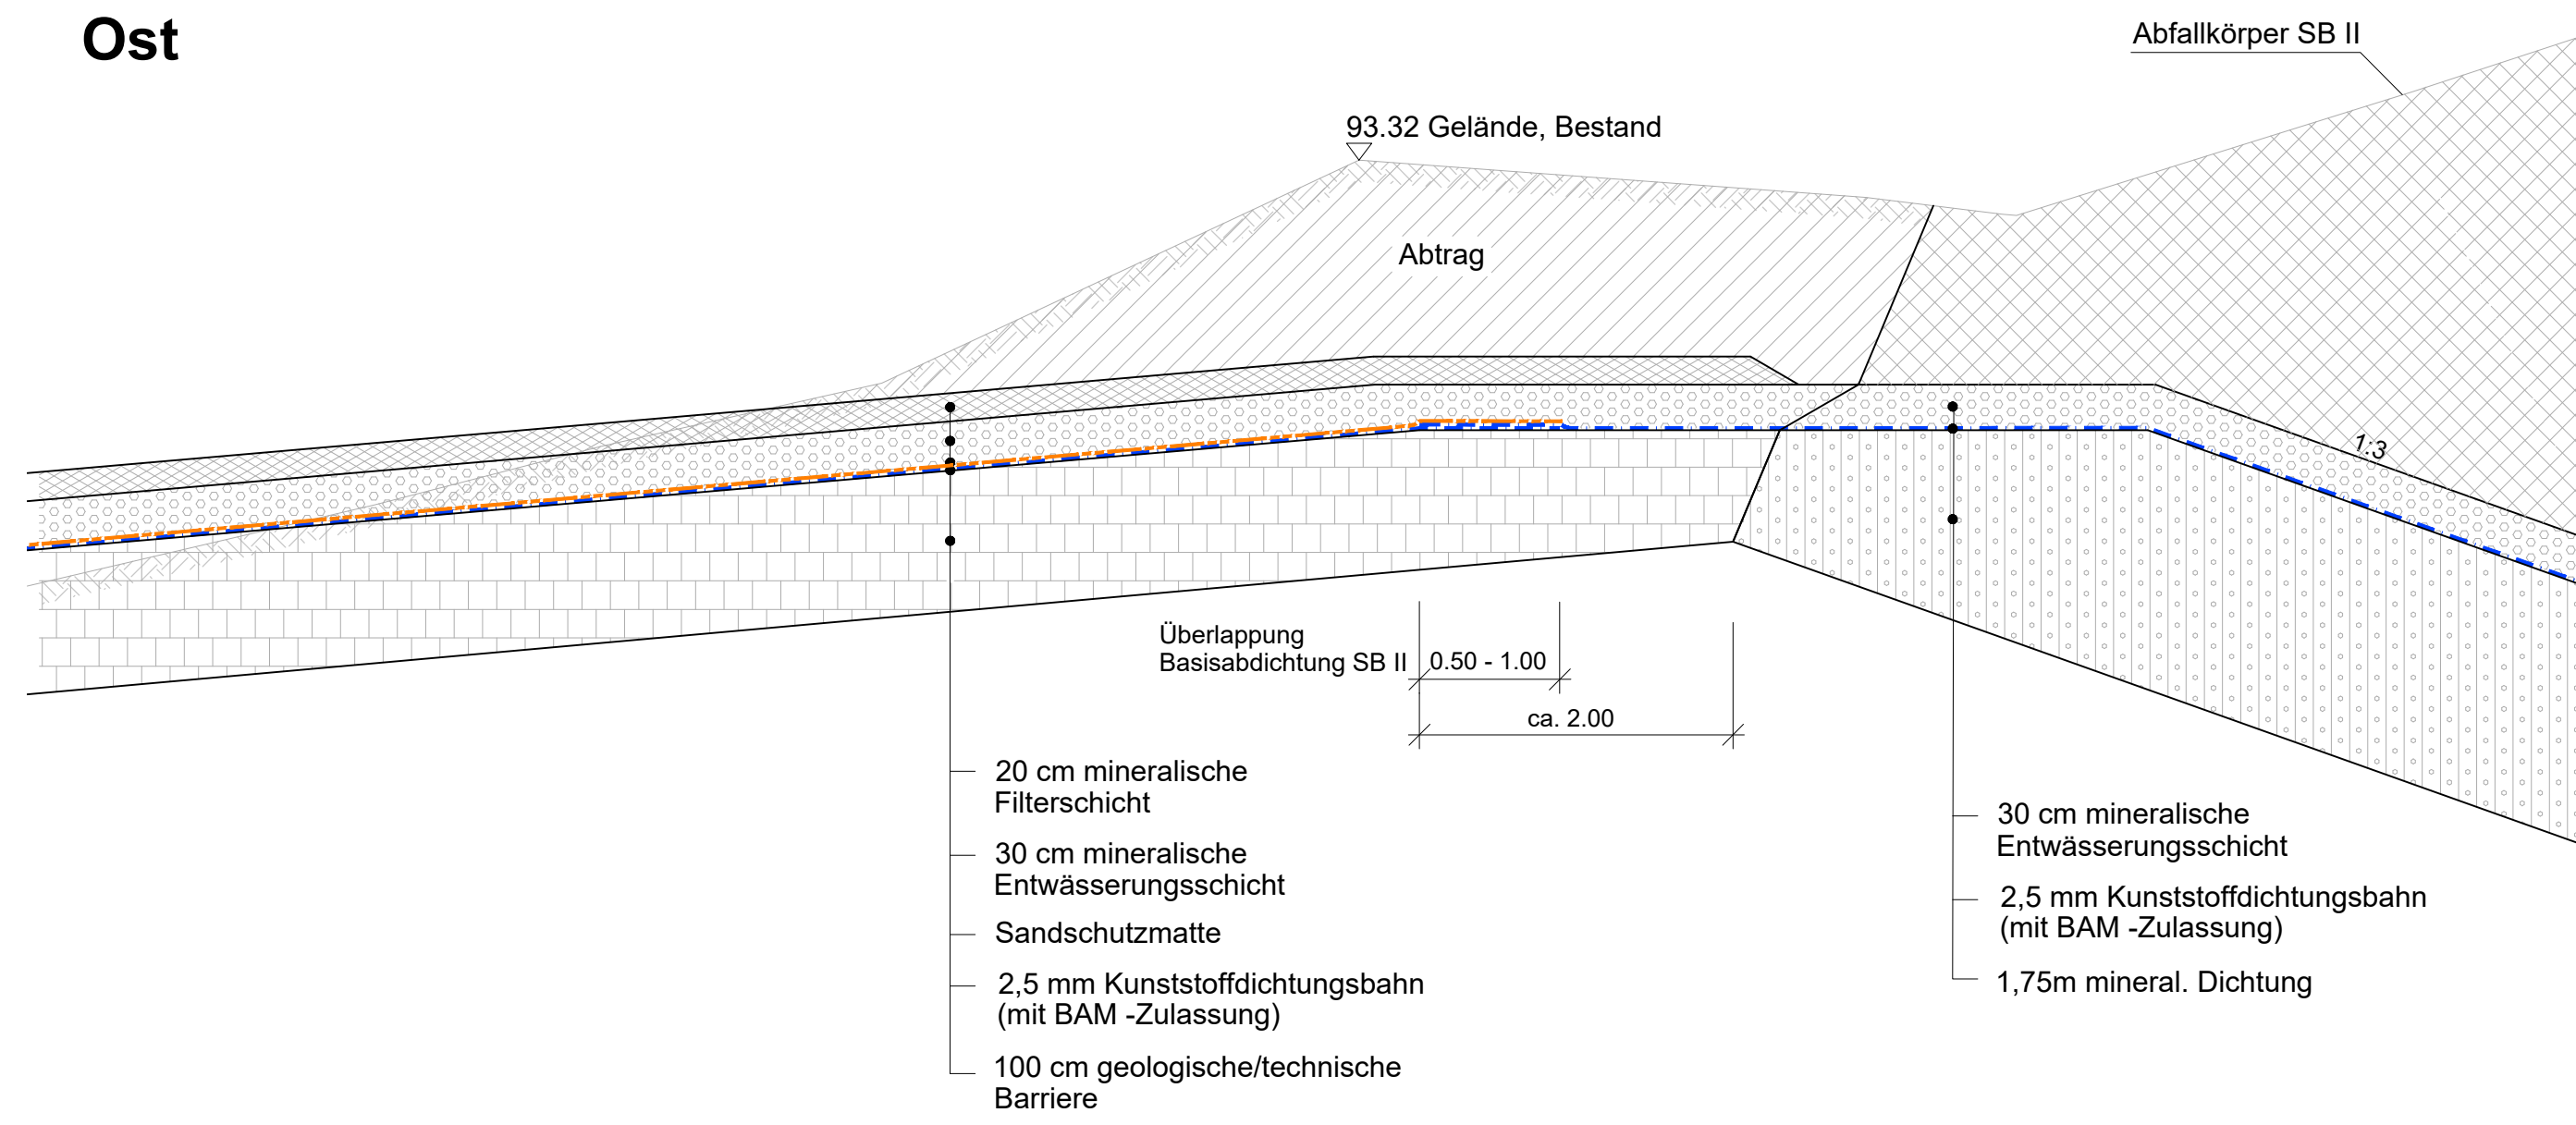 Ost
Abfallkörper SB II
93.32 Gelände, Bestand
Abtrag
1:3
Überlappung
Basisabdichtung SB II
0.50 - 1.00
ca. 2.00
20 cm mineralische
Filterschicht
30 cm mineralische
Entwässerungsschicht
Sandschutzmatte
2,5 mm Kunststoffdichtungsbahn
(mit BAM -Zulassung)
100 cm geologische/technische
Barriere
30 cm mineralische
Entwässerungsschicht
2,5 mm Kunststoffdichtungsbahn
(mit BAM -Zulassung)
1,75m mineral. Dichtung